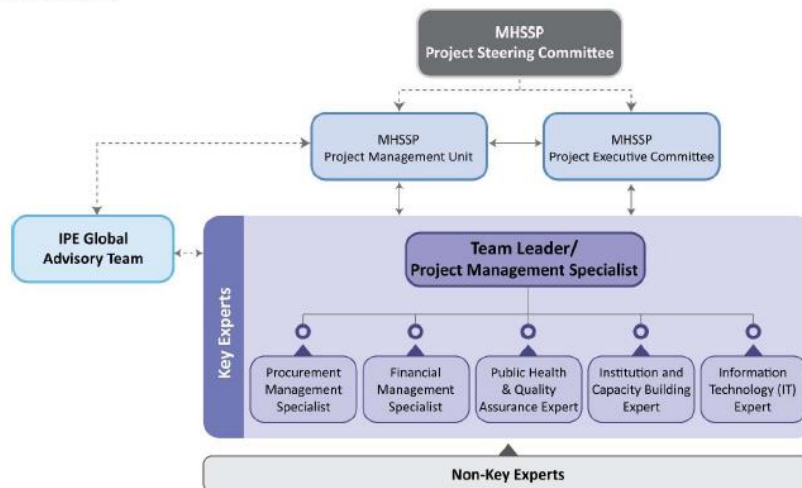 MHSSP
Project Steering Committee
MHSSP
Project Management Unit
MHSSP
Project Executive Committee
IPE Global
Advisory Team
Key Experts
Team Leader/
Project Management Specialist
Procurement
Management
Specialist
Financial
Management
Specialist
Public Health
& Quality
Assurance Expert
Institution and
Capacity Building
Expert
Information
Technology (IT)
Expert
Non-Key Experts